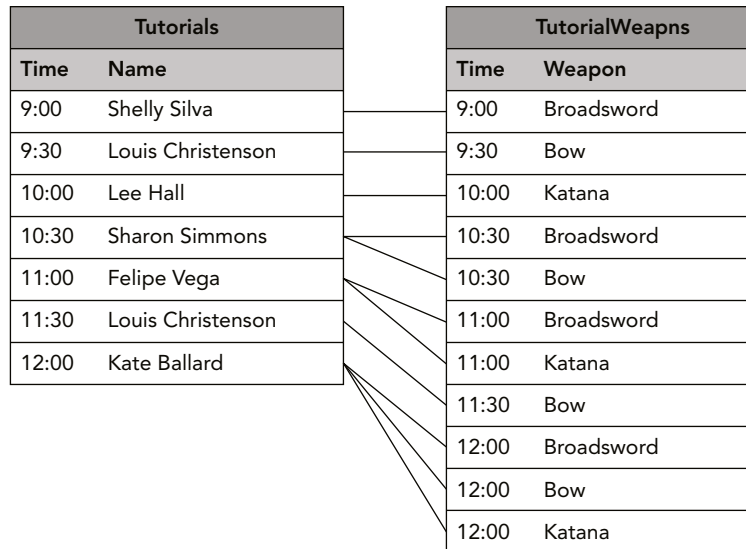 Tutorials
Time Name
9:00 Shelly Silva
9:30 Louis Christenson
10:00 Lee Hall
10:30 Sharon Simmons
11:00 Felipe Vega
11:30 Louis Christenson
12:00 Kate Ballard
TutorialWeapns
Time Weapon
9:00 Broadsword
9:30 Bow
10:00 Katana
10:30 Broadsword
10:30 Bow
11:00 Broadsword
11:00 Katana
11:30 Bow
12:00 Broadsword
12:00 Bow
12:00 Katana